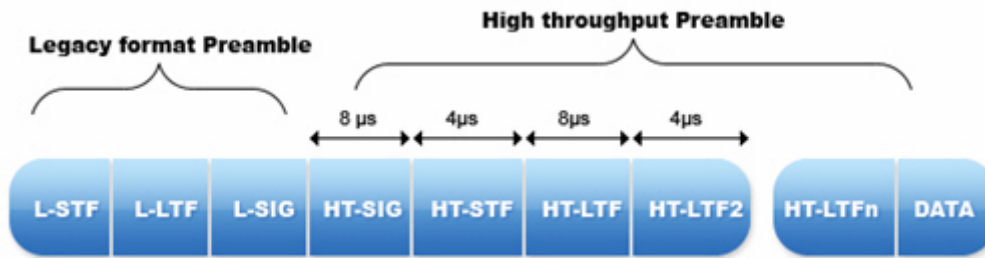 High throughput Preamble
Legacy format Preamble
8 µs 4µs 8µs 4µs
L-STF L-LTF L-SIG HT-SIG HT-STF HT-LTF HT-LTF2 HT-LTFn DATA